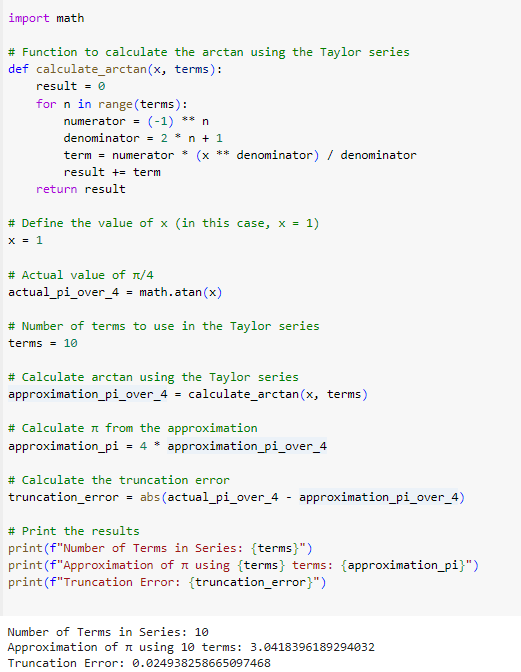 import math
# Function to calculate the arctan using the Taylor series
def calculate_arctan(x, terms):
    result = 0
    for n in range(terms):
        numerator = (-1) ** n
        denominator = 2 * n + 1
        term = numerator * (x ** denominator) / denominator
        result += term
    return result
# Define the value of x (in this case, x = 1)
x = 1
# Actual value of π/4
actual_pi_over_4 = math.atan(x)
# Number of terms to use in the Taylor series
terms = 10
# Calculate arctan using the Taylor series
approximation_pi_over_4 = calculate_arctan(x, terms)
# Calculate π from the approximation
approximation_pi = 4 * approximation_pi_over_4
# Calculate the truncation error
truncation_error = abs(actual_pi_over_4 - approximation_pi_over_4)
# Print the results
print(f"Number of Terms in Series: {terms}")
print(f"Approximation of π using {terms} terms: {approximation_pi}")
print(f"Truncation Error: {truncation_error}")
Number of Terms in Series: 10
Approximation of π using 10 terms: 3.0418396189294032
Truncation Error: 0.024938258665097468